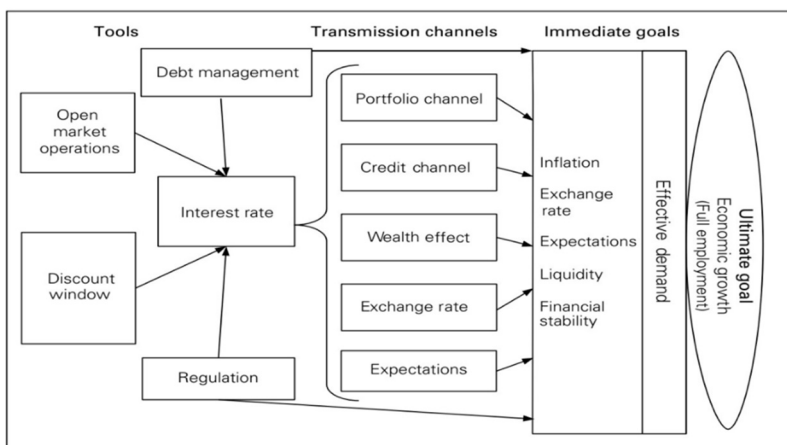 Tools
Transmission channels
Immediate goals
Debt management
Open
market
operations
Interest rate
Discount
window
Regulation
Portfolio channel
Credit channel
Wealth effect
Exchange rate
Expectations
Inflation
Exchange
rate
Expectations
Liquidity
Financial
stability
Effective demand
Ultimate goal
Economic growth
(Full employment)